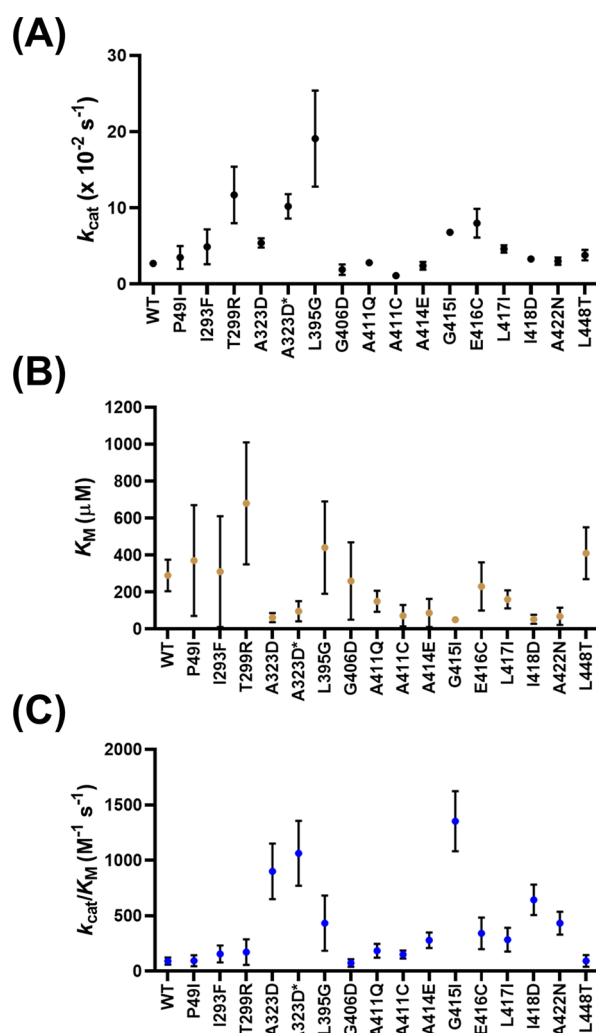 (A)
30
20
10
0
kcat (x 10⁻² s⁻¹)
WT
P49I
I293F
T299R
A323D
A323D*
L395G
G406D
A411Q
A411C
A414E
G415I
E416C
L417I
I418D
A422N
L448T
(B)
1200
1000
800
600
400
200
0
KM (μM)
WT
P49I
I293F
T299R
A323D
A323D*
L395G
G406D
A411Q
A411C
A414E
G415I
E416C
L417I
I418D
A422N
L448T
(C)
2000
1500
1000
500
0
kcat/KM (M⁻¹ s⁻¹)
WT
P49I
I293F
T299R
A323D
A323D*
L395G
G406D
A411Q
A411C
A414E
G415I
E416C
L417I
I418D
A422N
L448T